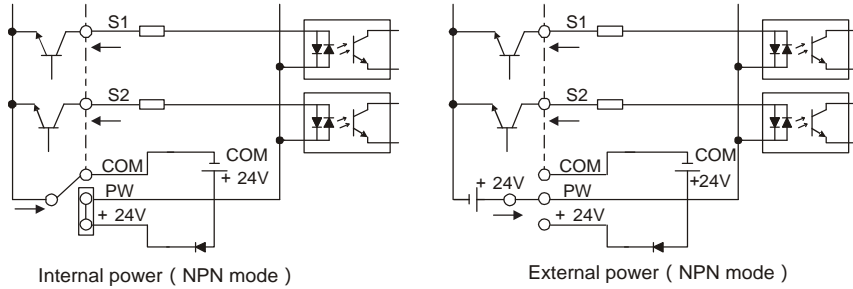 S1
S2
COM
COM
+ 24V
PW
+ 24V
Internal power ( NPN mode )
S1
S2
COM
COM
+24V
+ 24V
PW
+ 24V
External power ( NPN mode )